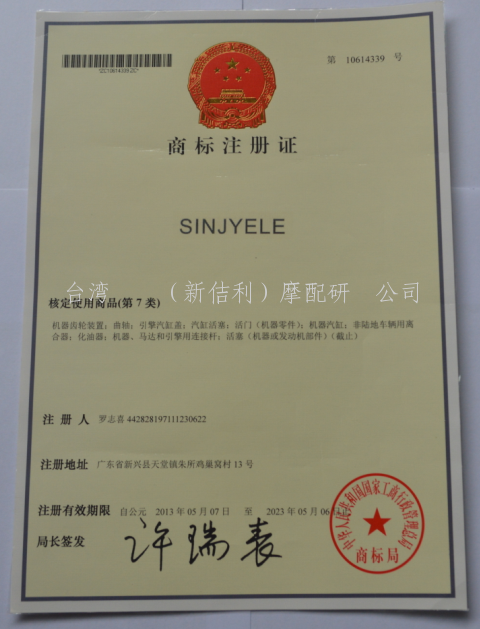 第 10614339 号
商标注册证
SINJYELE
台湾 （新佶利）摩配研 公司
核定使用商品(第 7 类)
机器齿轮装置；曲轴；引擎汽缸盖；汽缸活塞；活门（机器零件）；机器汽缸；非陆地车辆用离
合器；化油器；机器、马达和引擎用连接杆；活塞（机器或发动机部件）（截止）
注 册 人 罗志喜 442828197111230622
注册地址 广东省新兴县天堂镇朱所鸡巢窝村 13 号
注册有效期限 自公元 2013 年 05 月 07 日 至 2023 年 05 月 06
局长签发 许瑞表
中华人民共和国国家工商行政管理总局
商标局